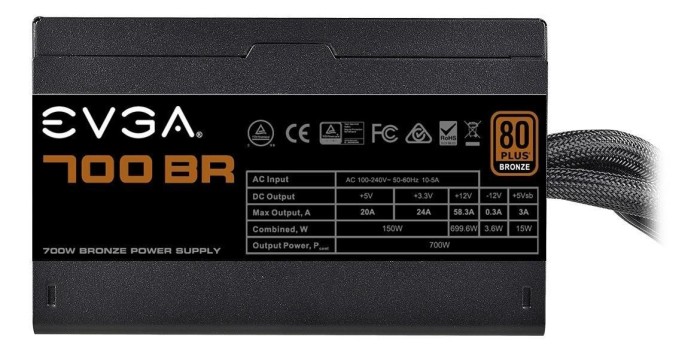 EVGA®
700 BR
700W BRONZE POWER SUPPLY
CE FC RoHS
80
PLUS®
BRONZE
AC Input AC 100-240V~ 50-60Hz 10-5A
DC Output +5V +3.3V +12V -12V +5Vsb
Max Output, A 20A 24A 58.3A 0.3A 3A
Combined, W 150W 699.6W 3.6W 15W
Output Power, Pcont 700W